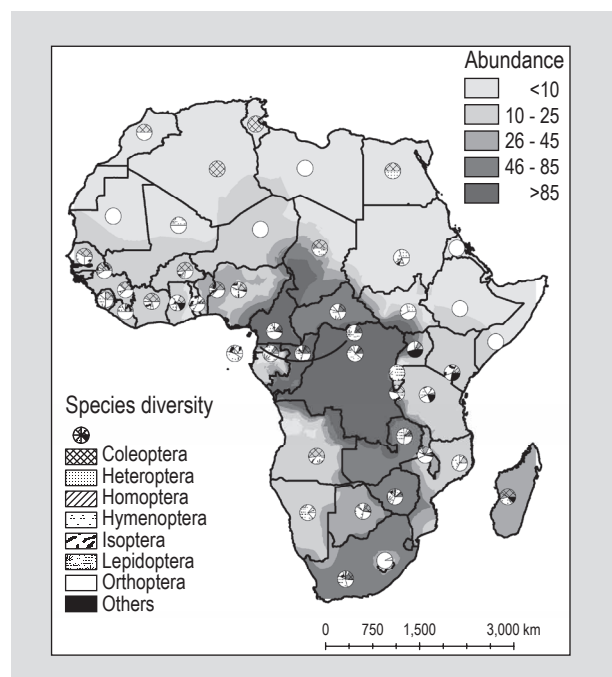 Abundance
<10
10 - 25
26 - 45
46 - 85
>85
Species diversity
Coleoptera
Heteroptera
Homoptera
Hymenoptera
Isoptera
Lepidoptera
Orthoptera
Others
0 750 1,500 3,000 km